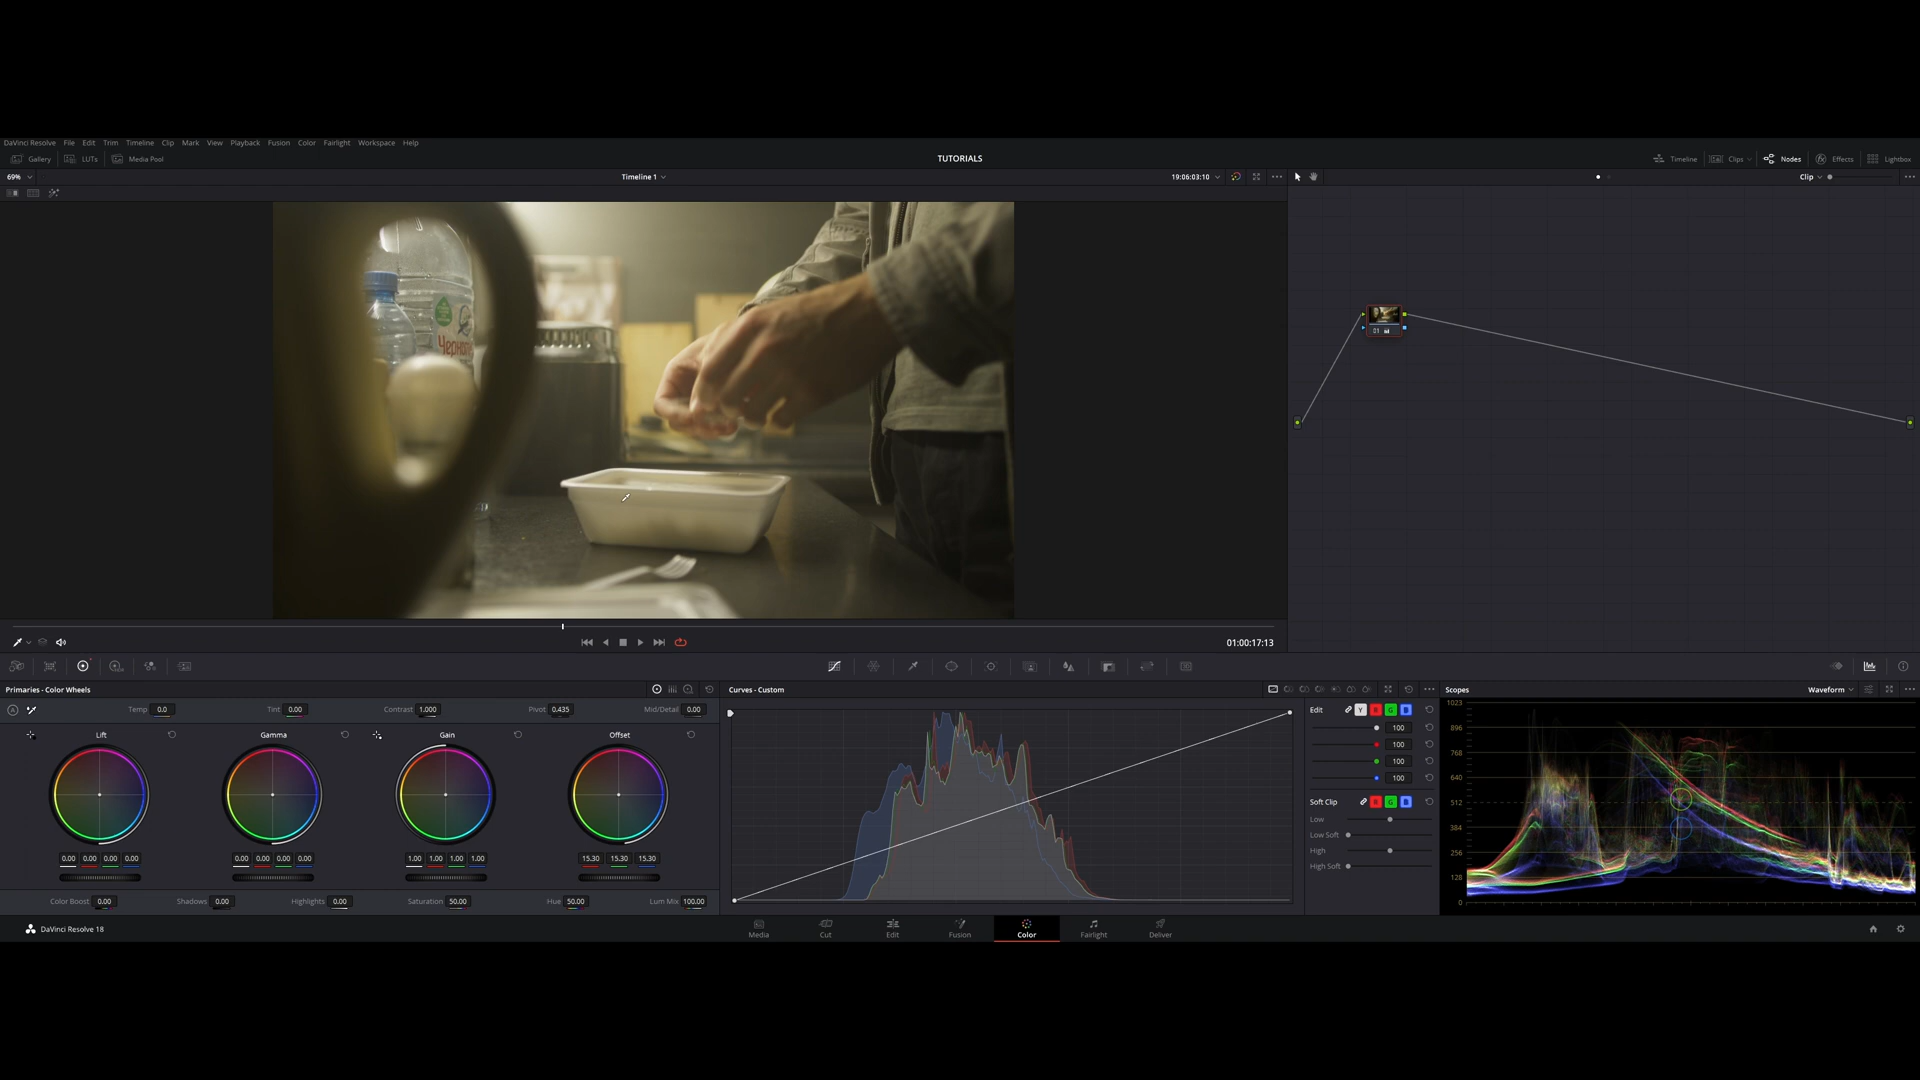 DaVinci Resolve File Edit Trim Timeline Clip Mark View Playback Fusion Color Fairlight Workspace Help
Gallery LUTs Media Pool TUTORIALS Timeline Clips Nodes Effects Lightbox
69% Timeline 1 19:06:03:10 Clip
Черног
01
01:00:17:13
Primaries - Color Wheels Curves - Custom Scopes Waveform
Temp 0.0 Tint 0.00 Contrast 1.000 Pivot 0.435 Mid/Detail 0.00
Lift Gamma Gain Offset
0.00 0.00 0.00 0.00 0.00 0.00 0.00 0.00 1.00 1.00 1.00 1.00 15.30 15.30 15.30
Color Boost 0.00 Shadows 0.00 Highlights 0.00 Saturation 50.00 Hue 50.00 Lum Mix 100.00
Edit Y R G B
100
100
100
100
Soft Clip R G B
Low
Low Soft
High
High Soft
1023
896
768
640
512
384
256
128
0
DaVinci Resolve 18 Media Cut Edit Fusion Color Fairlight Deliver